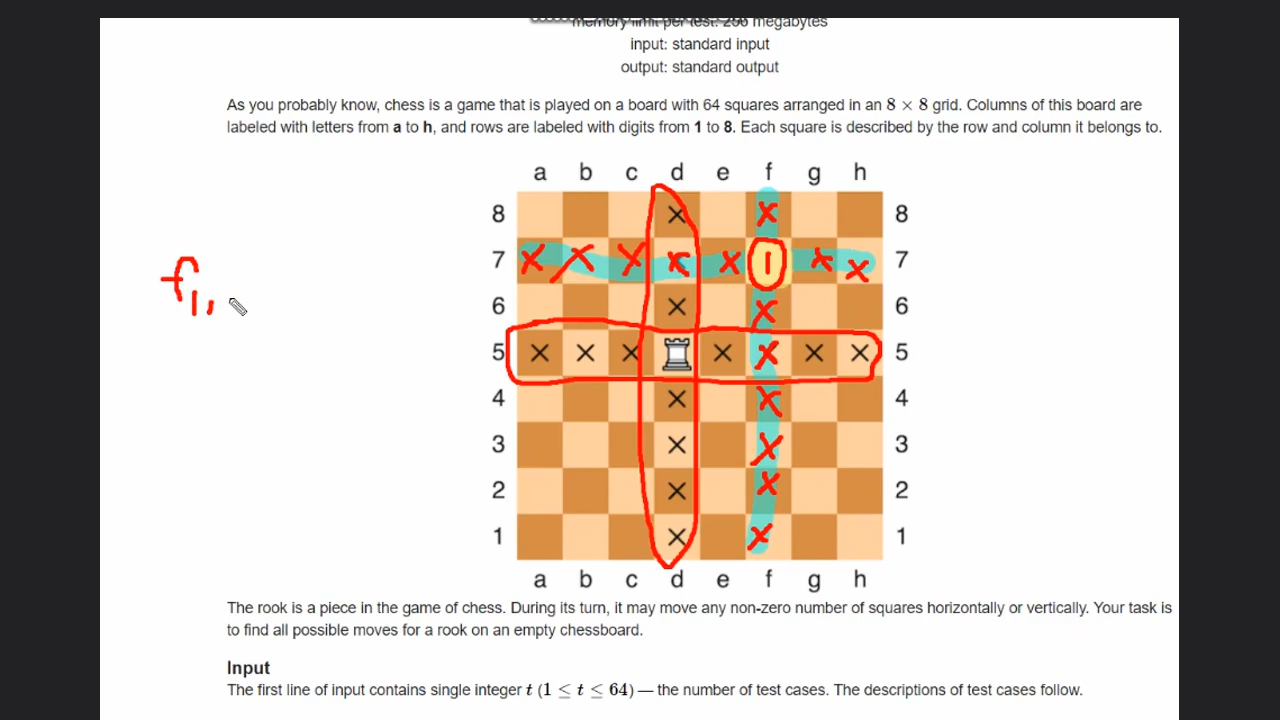 memory limit per test: 256 megabytes
input: standard input
output: standard output
As you probably know, chess is a game that is played on a board with 64 squares arranged in an 8 × 8 grid. Columns of this board are
labeled with letters from a to h, and rows are labeled with digits from 1 to 8. Each square is described by the row and column it belongs to.
a b c d e f g h
8 × x 8
7 x x x x x 1 x x 7
f1, 6 × x 6
5 × × × × x × × 5
4 × x 4
3 × x 3
2 × x 2
1 × x 1
a b c d e f g h
The rook is a piece in the game of chess. During its turn, it may move any non-zero number of squares horizontally or vertically. Your task is
to find all possible moves for a rook on an empty chessboard.
Input
The first line of input contains single integer t (1 ≤ t ≤ 64) — the number of test cases. The descriptions of test cases follow.